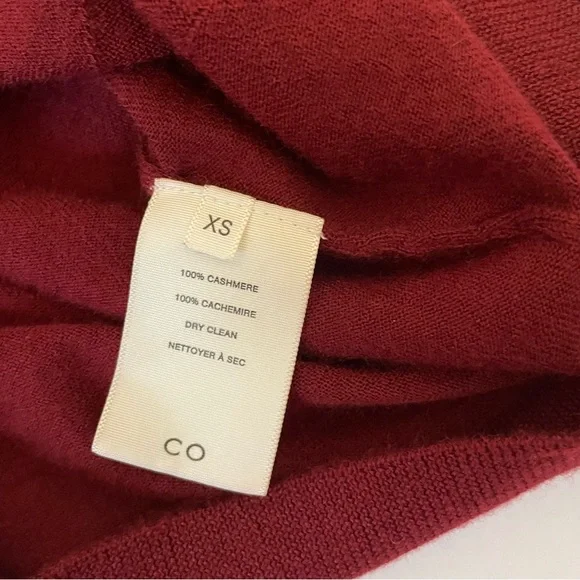 XS
100% CASHMERE
100% CACHEMIRE
DRY CLEAN
NETTOYER À SEC
CO